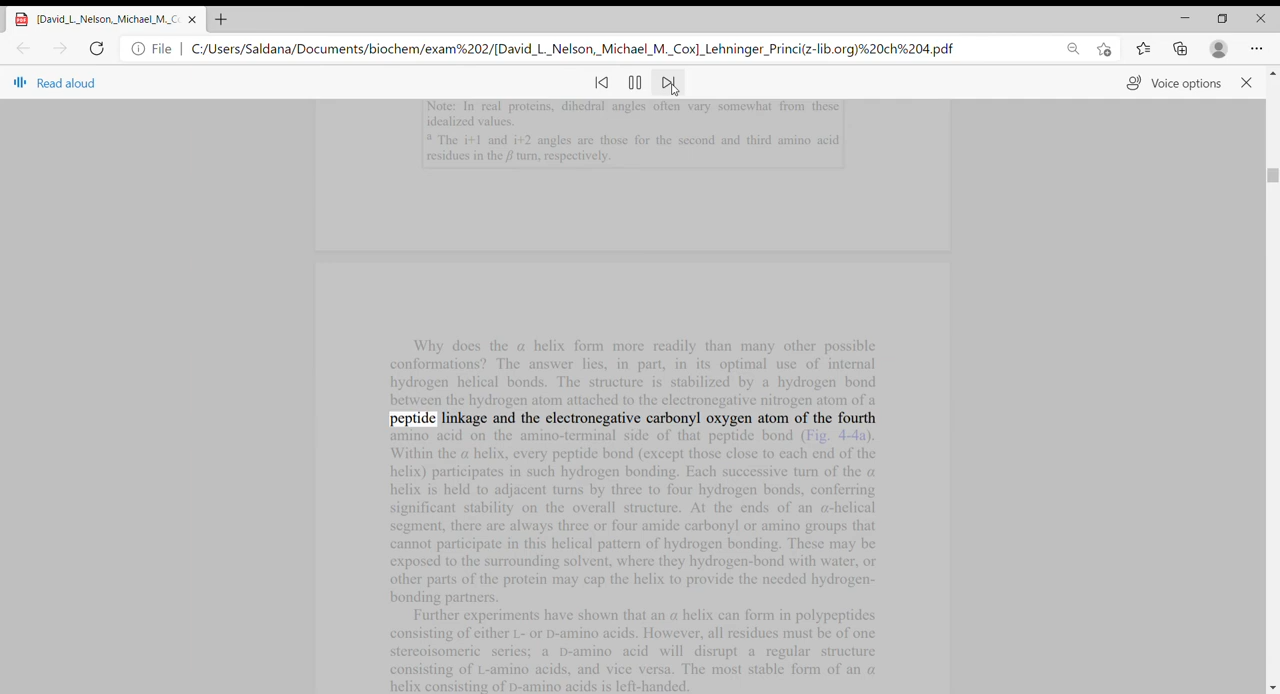 [David_L._Nelson,_Michael_M._Co
File
C:/Users/Saldana/Documents/biochem/exam%202/[David_L._Nelson,_Michael_M._Cox]_Lehninger_Princi(z-lib.org)%20ch%204.pdf
Read aloud
Voice options
Note: In real proteins, dihedral angles often vary somewhat from these
idealized values.
a The i+1 and i+2 angles are those for the second and third amino acid
residues in the β turn, respectively.
Why does the α helix form more readily than many other possible
conformations? The answer lies, in part, in its optimal use of internal
hydrogen helical bonds. The structure is stabilized by a hydrogen bond
between the hydrogen atom attached to the electronegative nitrogen atom of a
peptide linkage and the electronegative carbonyl oxygen atom of the fourth
amino acid on the amino-terminal side of that peptide bond (Fig. 4-4a).
Within the α helix, every peptide bond (except those close to each end of the
helix) participates in such hydrogen bonding. Each successive turn of the α
helix is held to adjacent turns by three to four hydrogen bonds, conferring
significant stability on the overall structure. At the ends of an α-helical
segment, there are always three or four amide carbonyl or amino groups that
cannot participate in this helical pattern of hydrogen bonding. These may be
exposed to the surrounding solvent, where they hydrogen-bond with water, or
other parts of the protein may cap the helix to provide the needed hydrogen-
bonding partners.
Further experiments have shown that an α helix can form in polypeptides
consisting of either L- or D-amino acids. However, all residues must be of one
stereoisomeric series; a D-amino acid will disrupt a regular structure
consisting of L-amino acids, and vice versa. The most stable form of an α
helix consisting of D-amino acids is left-handed.